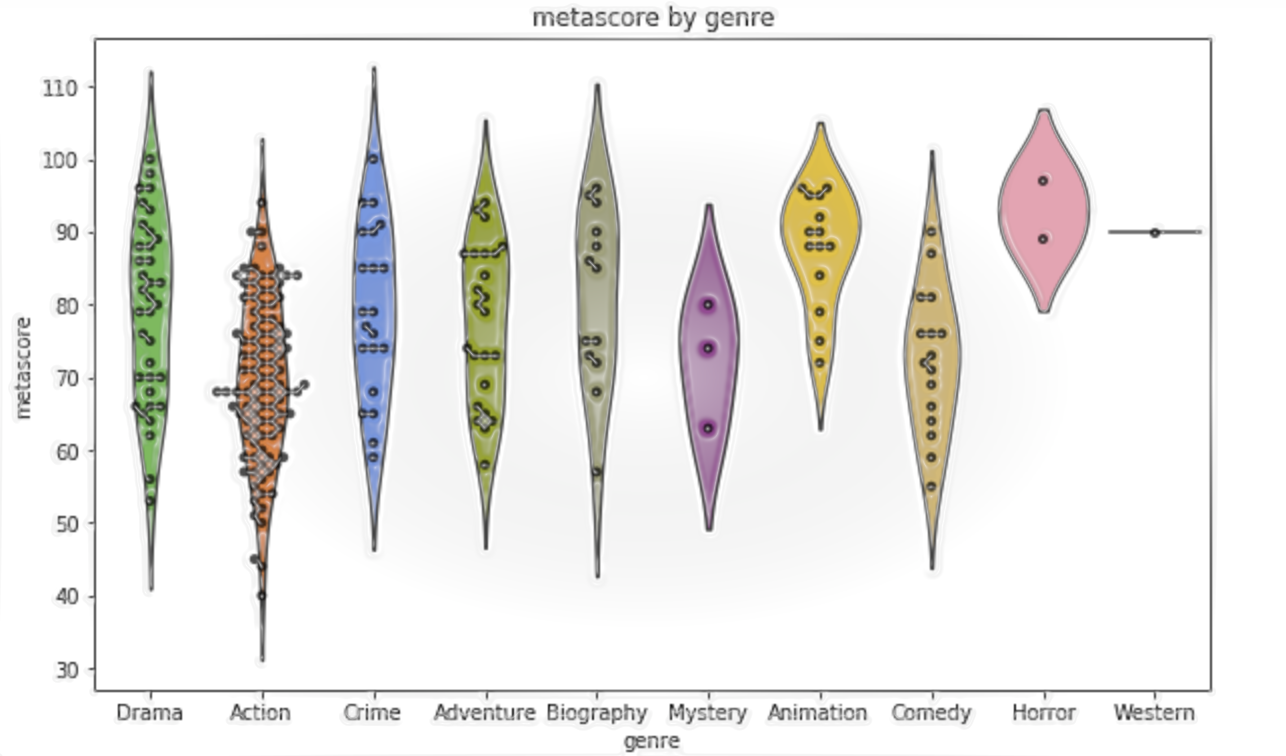 metascore by genre
110
100
90
80
70
60
50
40
30
metascore
Drama Action Crime Adventure Biography Mystery Animation Comedy Horror Western
genre